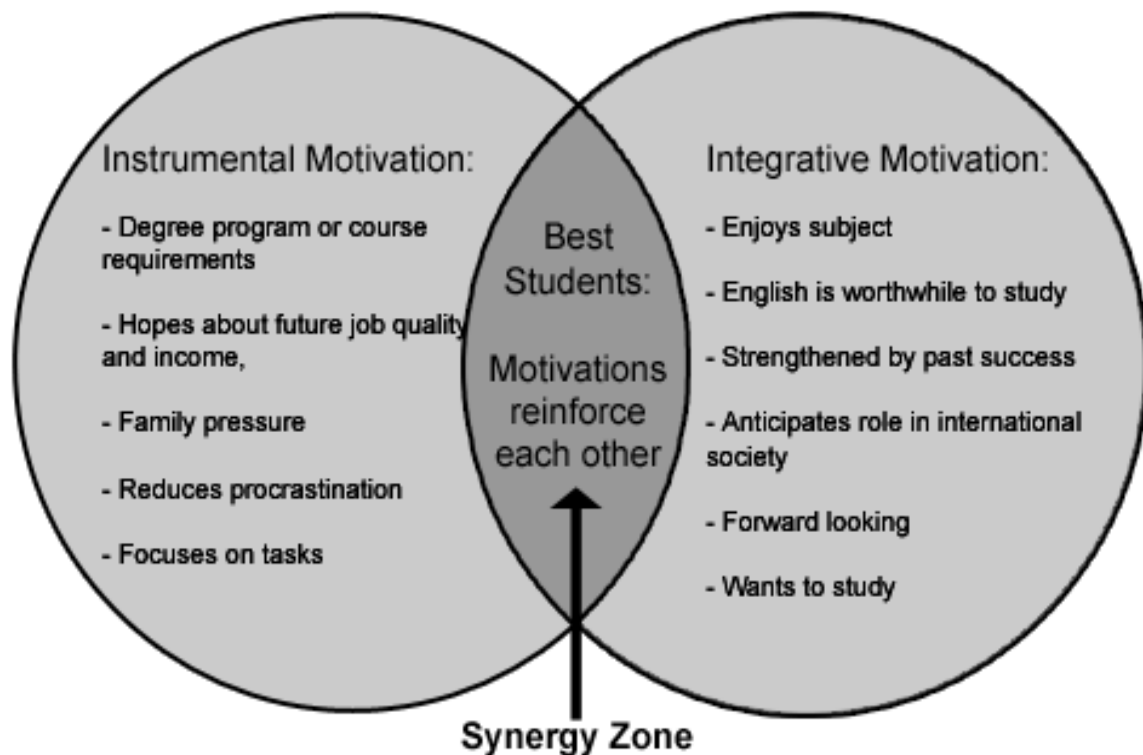 Instrumental Motivation:
- Degree program or course
requirements
- Hopes about future job quality
and income,
- Family pressure
- Reduces procrastination
- Focuses on tasks
Best
Students:
Motivations
reinforce
each other
Integrative Motivation:
- Enjoys subject
- English is worthwhile to study
- Strengthened by past success
- Anticipates role in international
society
- Forward looking
- Wants to study
Synergy Zone